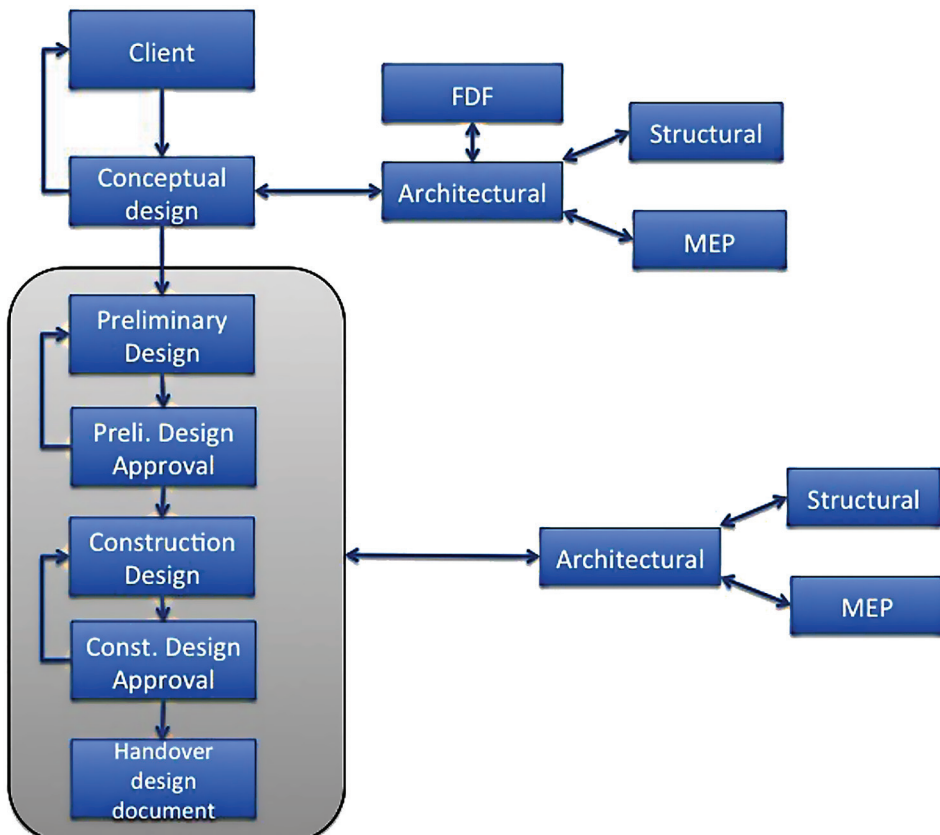 Client
FDF
Structural
Conceptual
design
Architectural
MEP
Preliminary
Design
Preli. Design
Approval
Construction
Design
Structural
Architectural
MEP
Const. Design
Approval
Handover
design
document